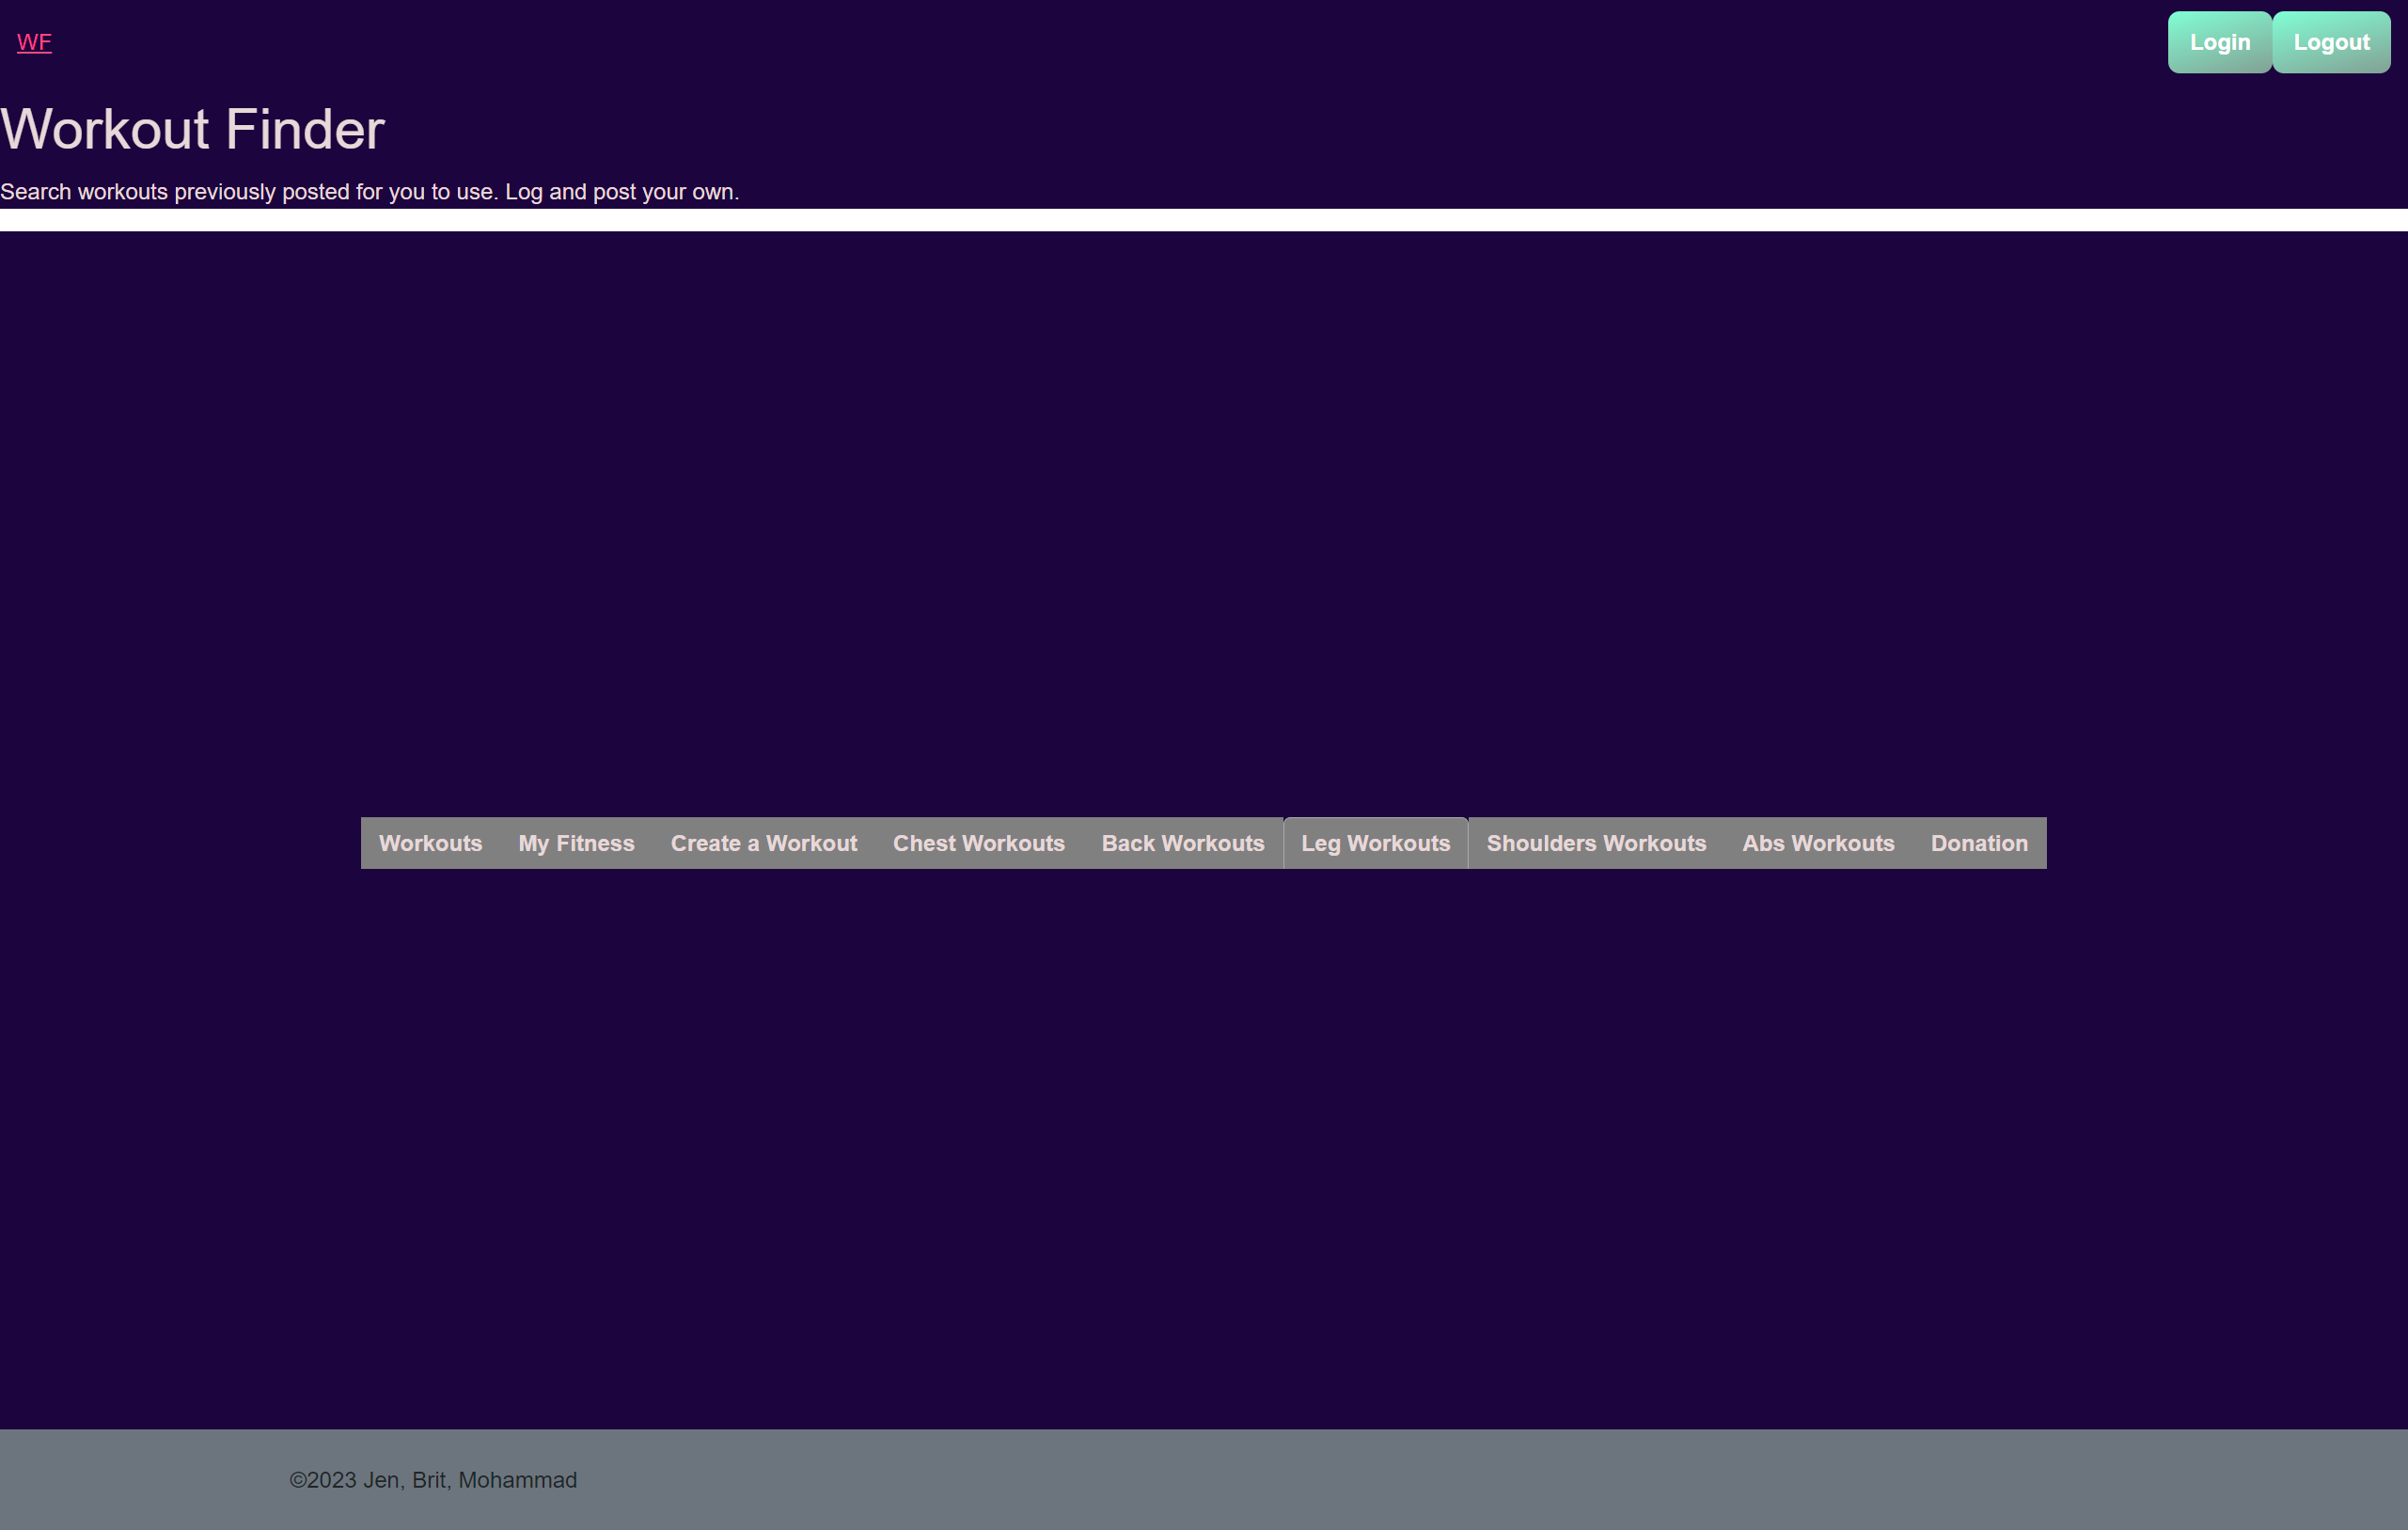 WF
Login Logout
Workout Finder
Search workouts previously posted for you to use. Log and post your own.
Workouts My Fitness Create a Workout Chest Workouts Back Workouts Leg Workouts Shoulders Workouts Abs Workouts Donation
©2023 Jen, Brit, Mohammad